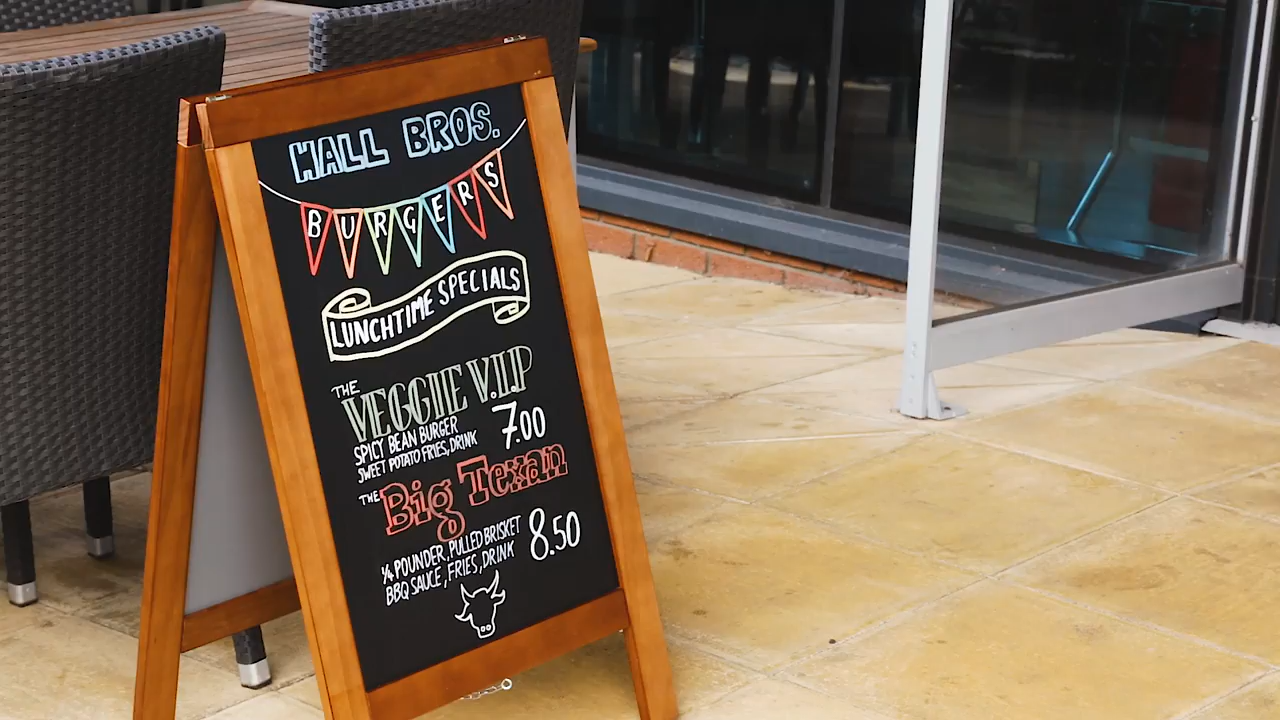 HALL BROS.
BURGERS
LUNCHTIME SPECIALS
THE VEGGIE V.I.P
SPICY BEAN BURGER
SWEET POTATO FRIES, DRINK 7.00
THE Big Texan
¼ POUNDER, PULLED BRISKET
BBQ SAUCE, FRIES, DRINK 8.50